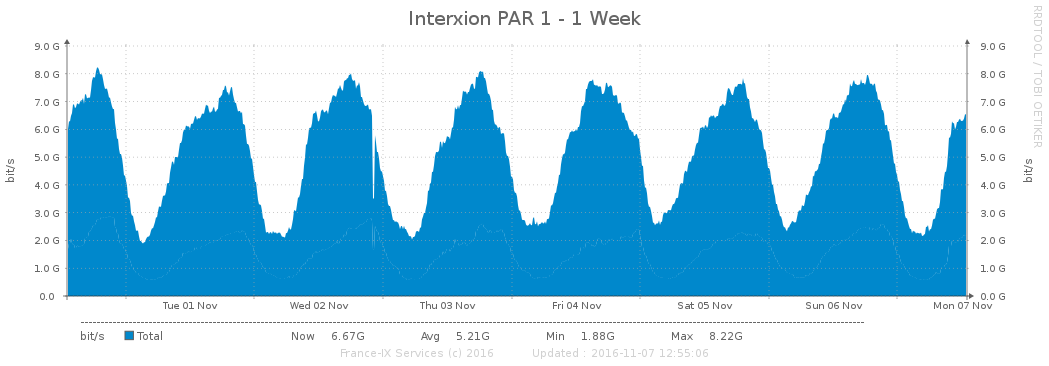 Interxion PAR 1 - 1 Week
RRDTOOL / TOBI OETIKER
bit/s
9.0 G 9.0 G
8.0 G 8.0 G
7.0 G 7.0 G
6.0 G 6.0 G
5.0 G 5.0 G
4.0 G 4.0 G
3.0 G 3.0 G
2.0 G 2.0 G
1.0 G 1.0 G
0.0 0.0 G
bit/s
Tue 01 Nov Wed 02 Nov Thu 03 Nov Fri 04 Nov Sat 05 Nov Sun 06 Nov Mon 07 Nov
bit/s Total Now 6.67G Avg 5.21G Min 1.88G Max 8.22G
France-IX Services (c) 2016 Updated : 2016-11-07 12:55:06